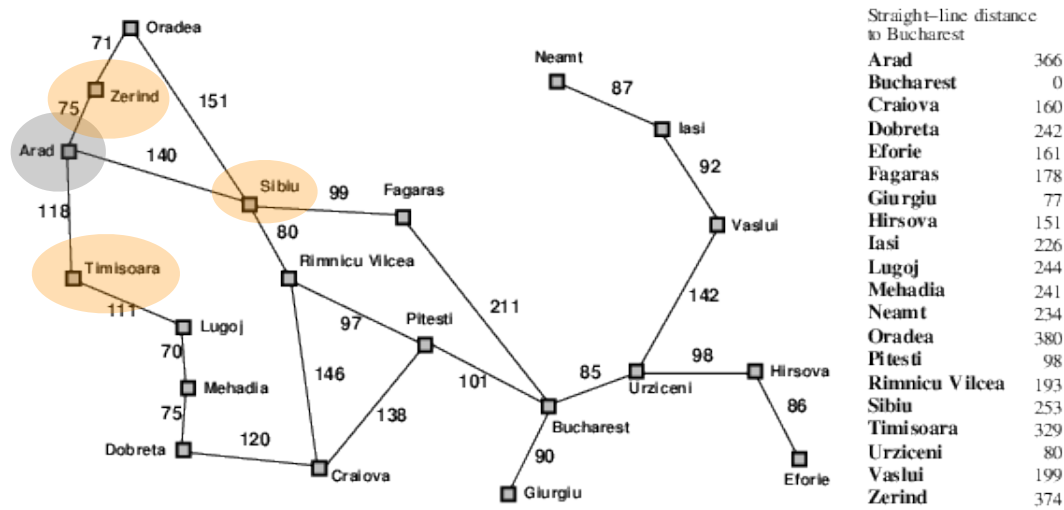 Oradea
71
Neamt
87
Zerind
151
75
Iasi
Arad
140
92
Sibiu
99
Fagaras
118
80
Vaslui
Timisoara
Rimnicu Vilcea
111
211
142
Lugoj
97
Pitesti
70
98
Hirsova
146
101
85
Urziceni
Mehadia
86
75
138
Bucharest
120
90
Dobreta
Craiova
Eforie
Giurgiu
Straight–line distance
to Bucharest
Arad 366
Bucharest 0
Craiova 160
Dobreta 242
Eforie 161
Fagaras 178
Giurgiu 77
Hirsova 151
Iasi 226
Lugoj 244
Mehadia 241
Neamt 234
Oradea 380
Pitesti 98
Rimnicu Vilcea 193
Sibiu 253
Timisoara 329
Urziceni 80
Vaslui 199
Zerind 374